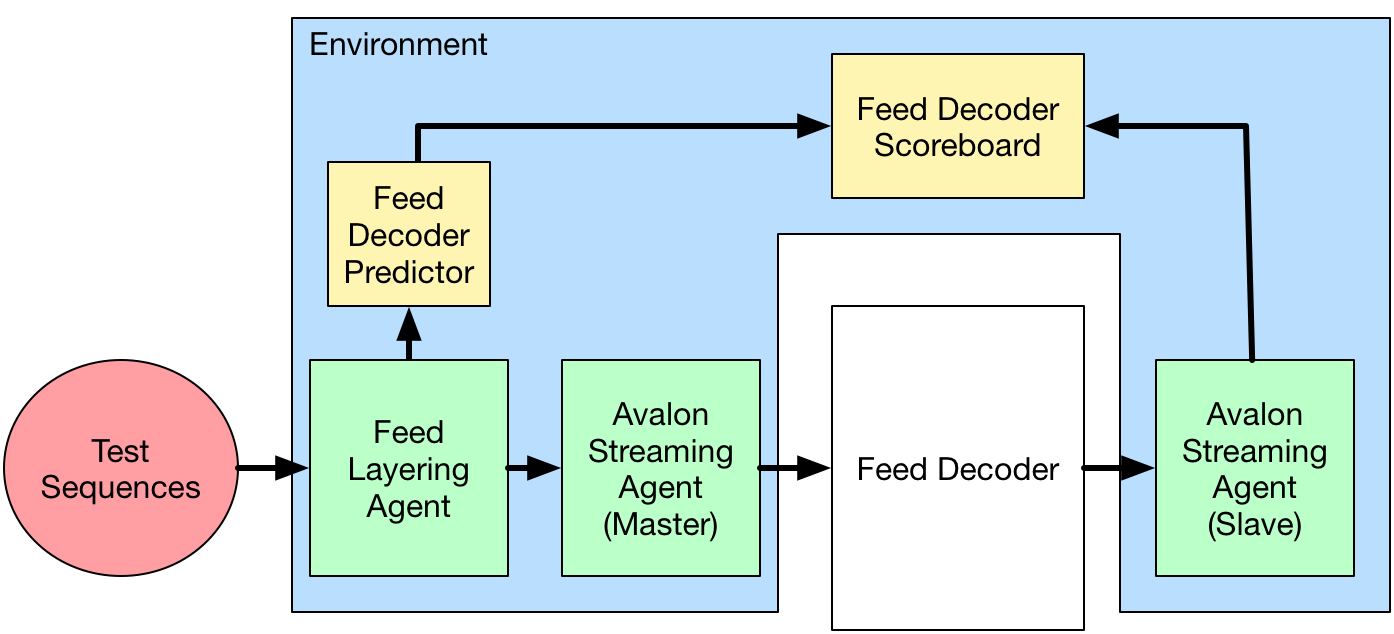 Environment
Feed Decoder
Scoreboard
Feed
Decoder
Predictor
Test
Sequences
Feed
Layering
Agent
Avalon
Streaming
Agent
(Master)
Feed Decoder
Avalon
Streaming
Agent
(Slave)